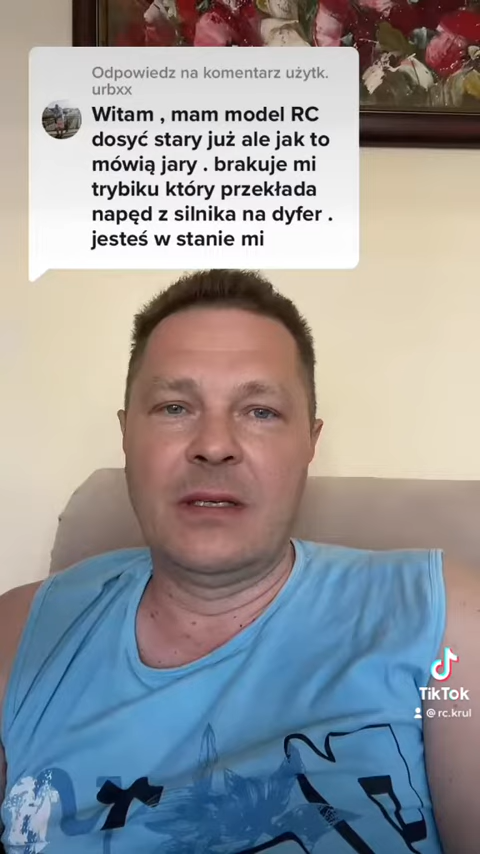 Odpowiedz na komentarz użytk.
urbxx
Witam , mam model RC
dosyć stary już ale jak to
mówią jary . brakuje mi
trybiku który przekłada
napęd z silnika na dyfer .
jesteś w stanie mi
TikTok
@rc.krul